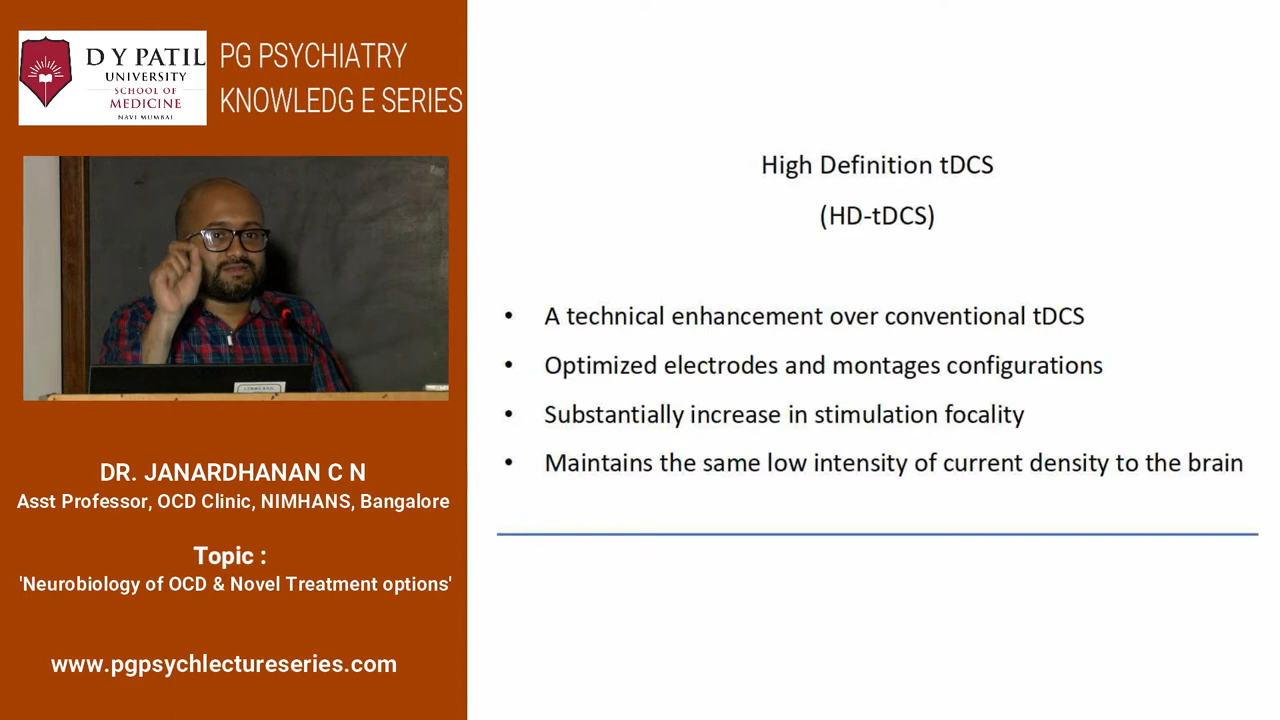 D Y PATIL
UNIVERSITY
SCHOOL OF
MEDICINE
NAVI MUMBAI
PG PSYCHIATRY
KNOWLEDG E SERIES
DR. JANARDHANAN C N
Asst Professor, OCD Clinic, NIMHANS, Bangalore
Topic :
'Neurobiology of OCD & Novel Treatment options'
www.pgpsychlectureseries.com
High Definition tDCS
(HD-tDCS)
• A technical enhancement over conventional tDCS
• Optimized electrodes and montages configurations
• Substantially increase in stimulation focality
• Maintains the same low intensity of current density to the brain